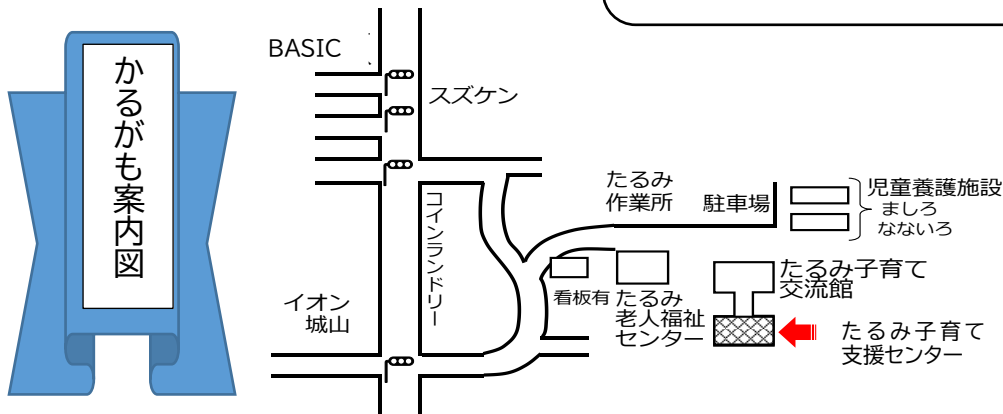 かるがも案内図
BASIC
スズケン
コインランドリー
イオン
城山
たるみ
作業所
駐車場
児童養護施設
ましろ
なないろ
看板有
たるみ
老人福祉
センター
たるみ子育て
交流館
たるみ子育て
支援センター